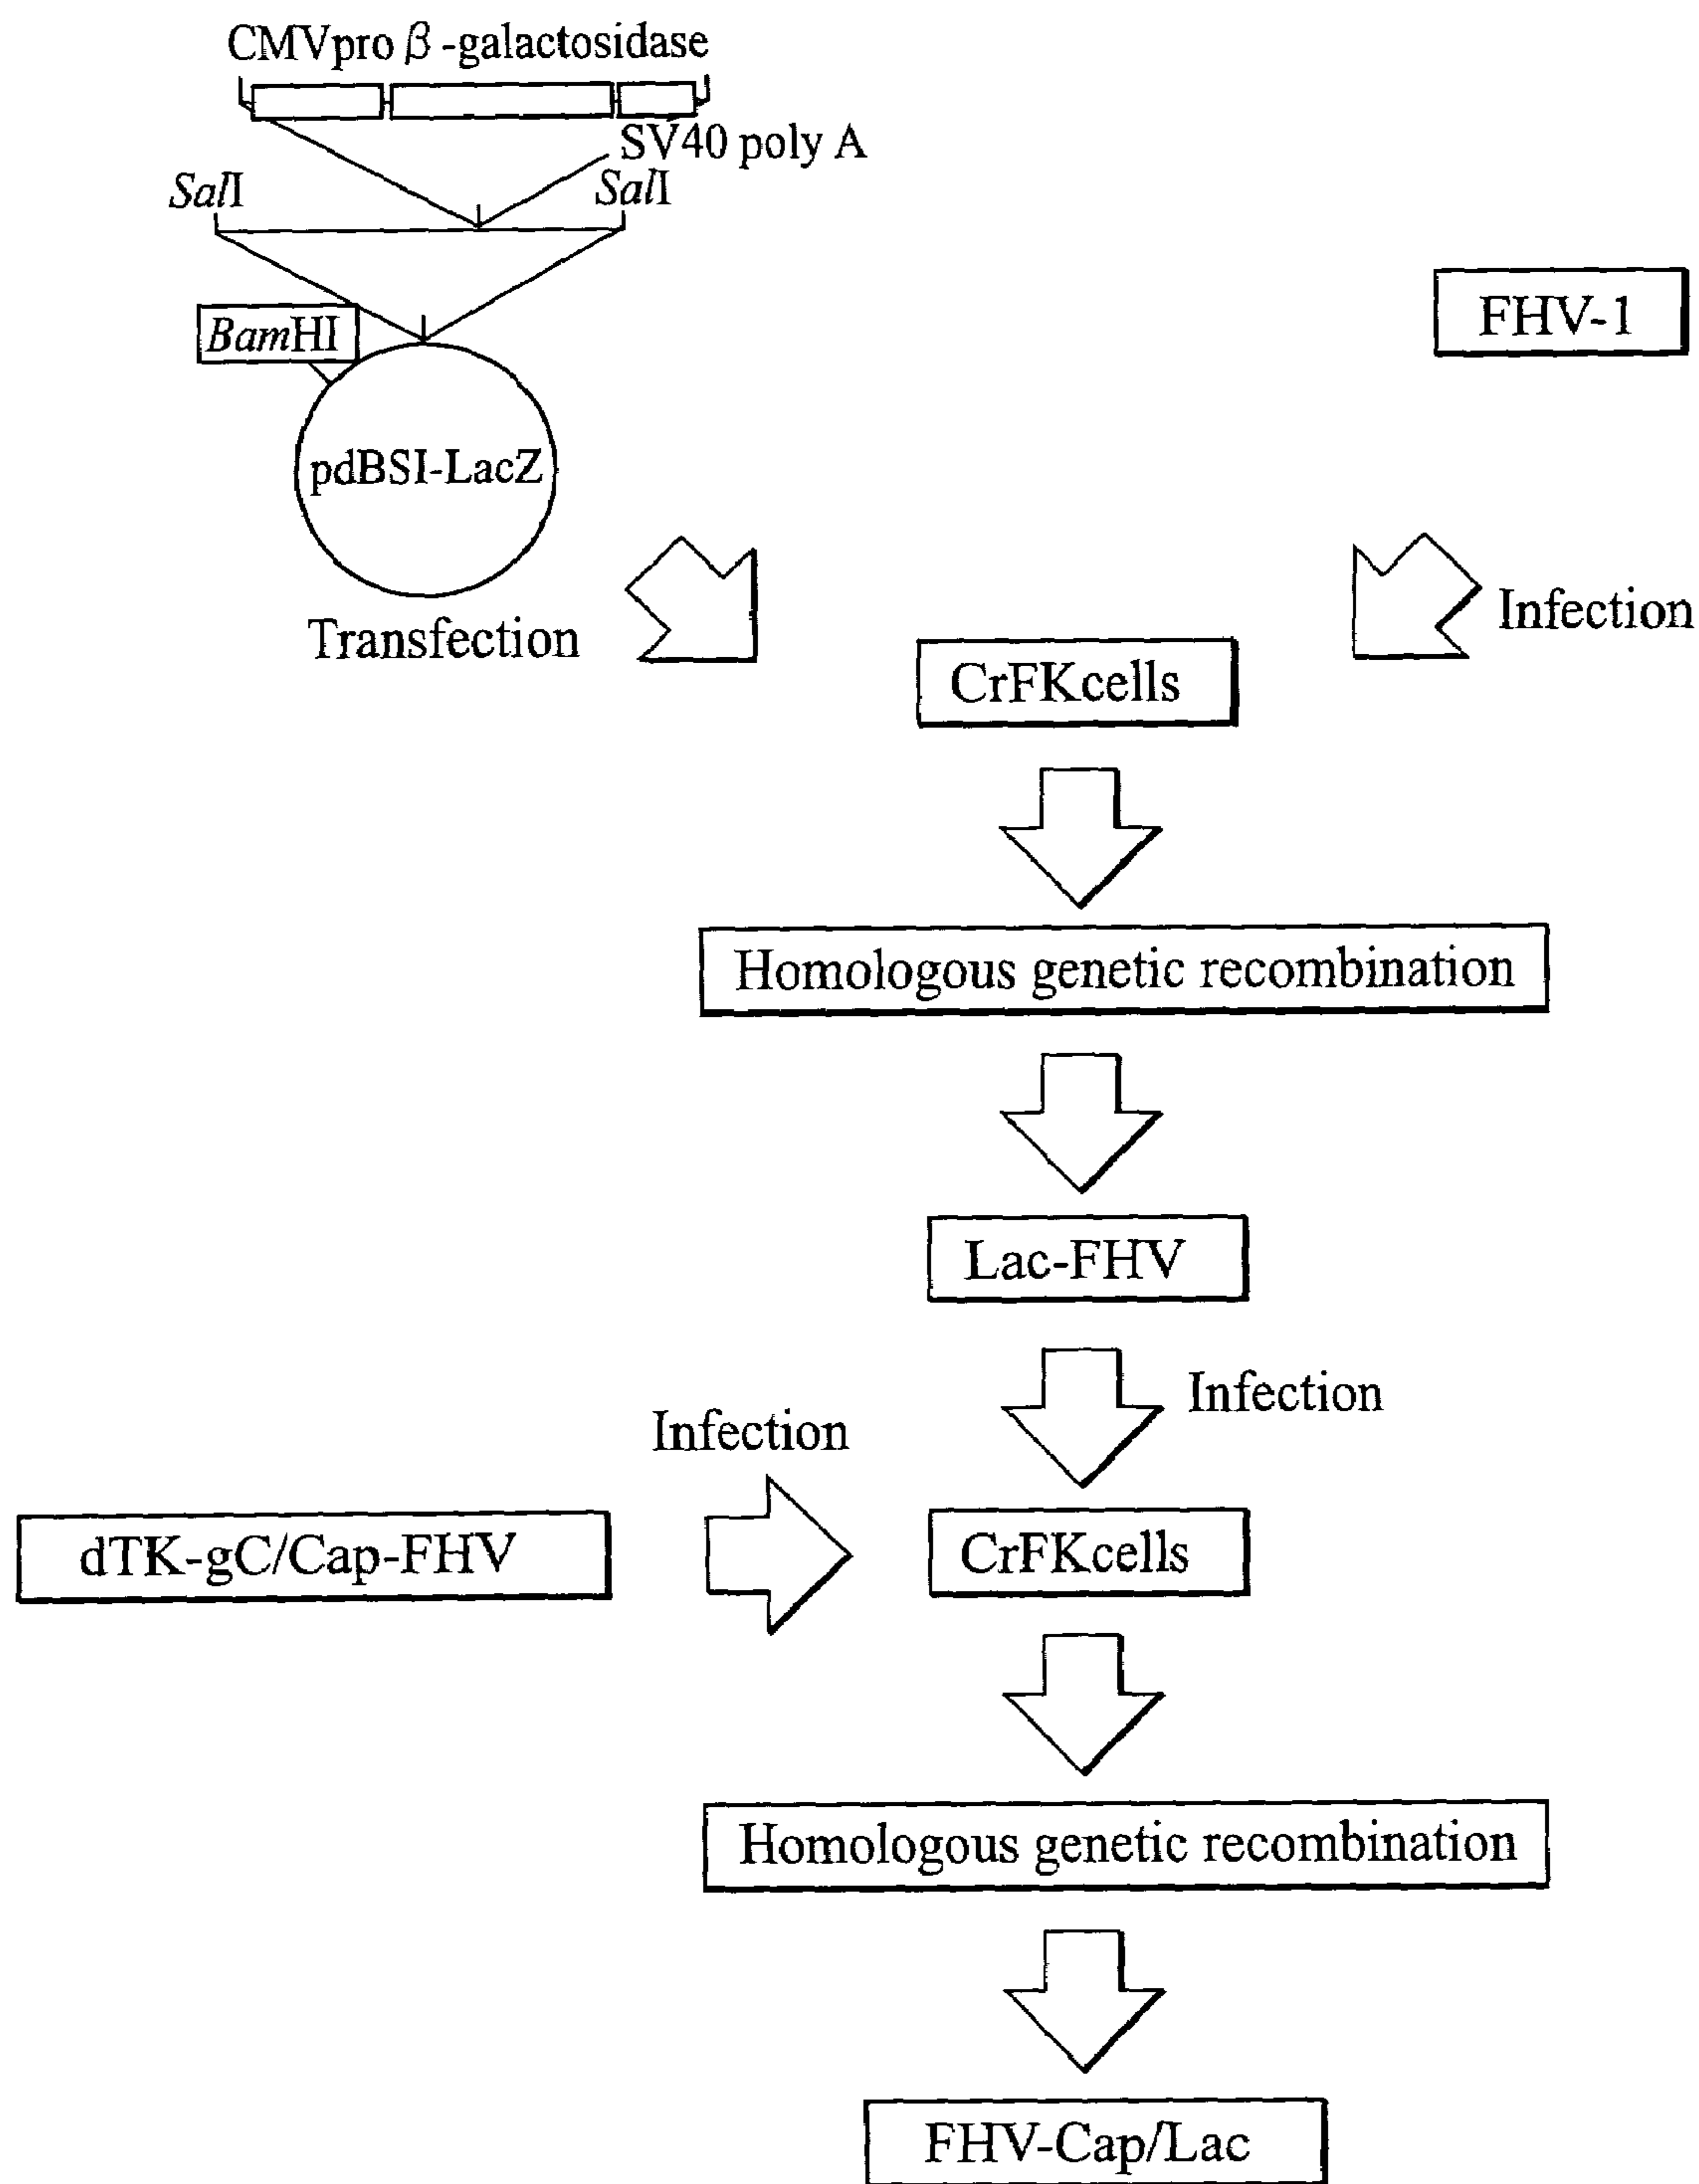 CMVpro β-galactosidase
SV40 poly A
SalI
SalI
BamHI
FHV-1
pdBSI-LacZ
Transfection
Infection
CrFKcells
Homologous genetic recombination
Lac-FHV
Infection
Infection
dTK-gC/Cap-FHV
CrFKcells
Homologous genetic recombination
FHV-Cap/Lac